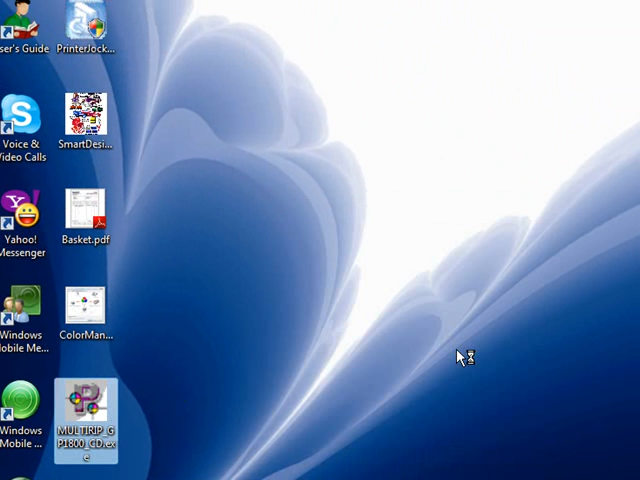 ser's Guide
PrinterJock...
Voice &
Video Calls
SmartDesi...
Yahoo!
Messenger
Basket.pdf
Windows
Mobile Me...
ColorMan...
Windows
Mobile ...
MULTIRIP_G
P1800_CD.ex
e